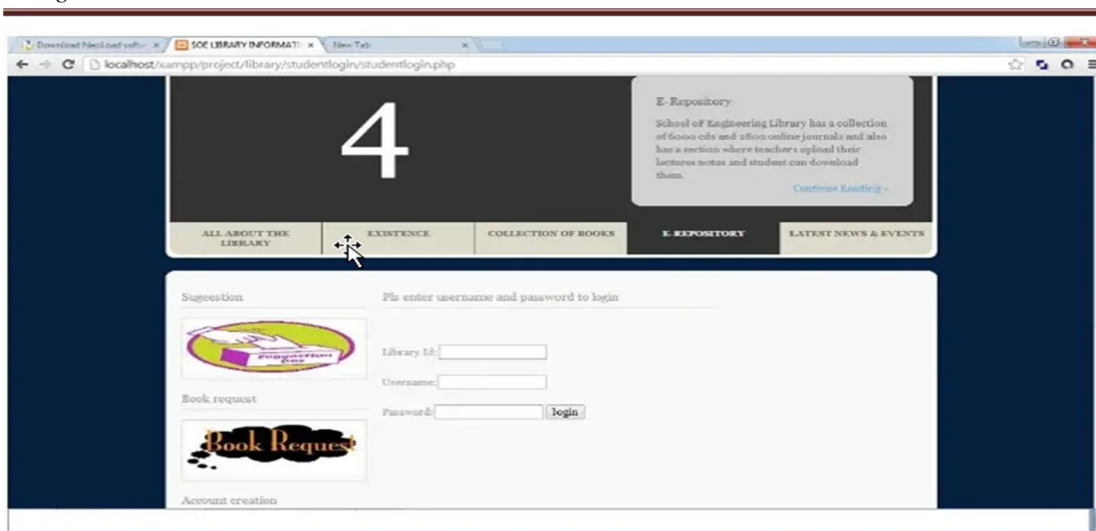 Download NeoLoad softw
SOE LIBRARY INFORMATI
New Tab
localhost/xampp/project/library/studentlogin/studentlogin.php
4
E-Repository
School oF Engineering Library has a collection
of 6000 cds and 2800 online journals and also
has a section where teachers upload their
lectures notes and student can download
them.
Continue Reading
ALL ABOUT THE
LIBRARY
EXISTENCE
COLLECTION OF BOOKS
E-REPOSITORY
LATEST NEWS & EVENTS
Sugeestion
Pls enter username and password to login
Suggestion
Box
Library Id:
Username:
Book request
Password:
login
Book Request
Account creation